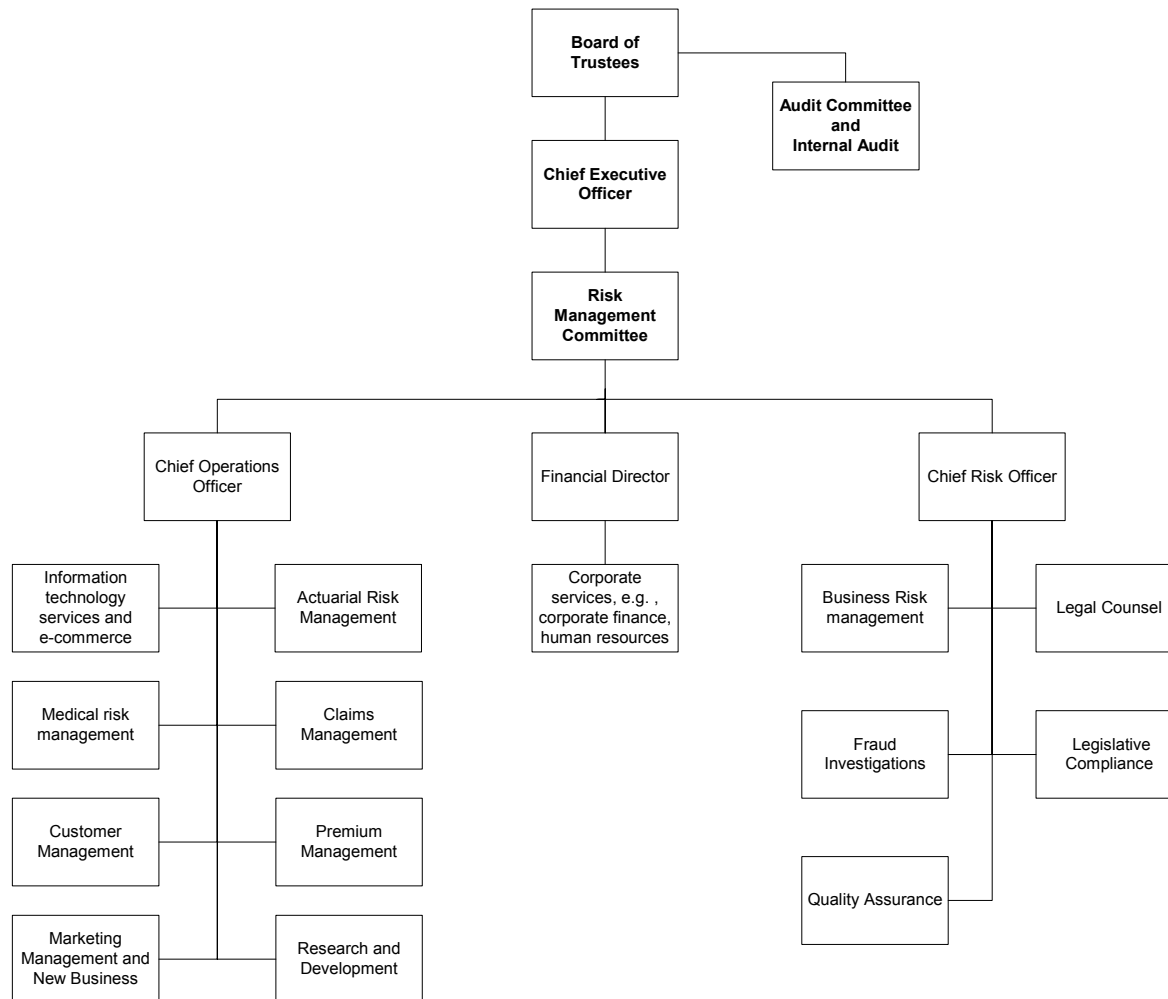 Board of
Trustees
Audit Committee
and
Internal Audit
Chief Executive
Officer
Risk
Management
Committee
Chief Operations
Officer
Financial Director
Chief Risk Officer
Information
technology
services and
e-commerce
Actuarial Risk
Management
Corporate
services, e.g. ,
corporate finance,
human resources
Business Risk
management
Legal Counsel
Medical risk
management
Claims
Management
Fraud
Investigations
Legislative
Compliance
Customer
Management
Premium
Management
Quality Assurance
Marketing
Management and
New Business
Research and
Development